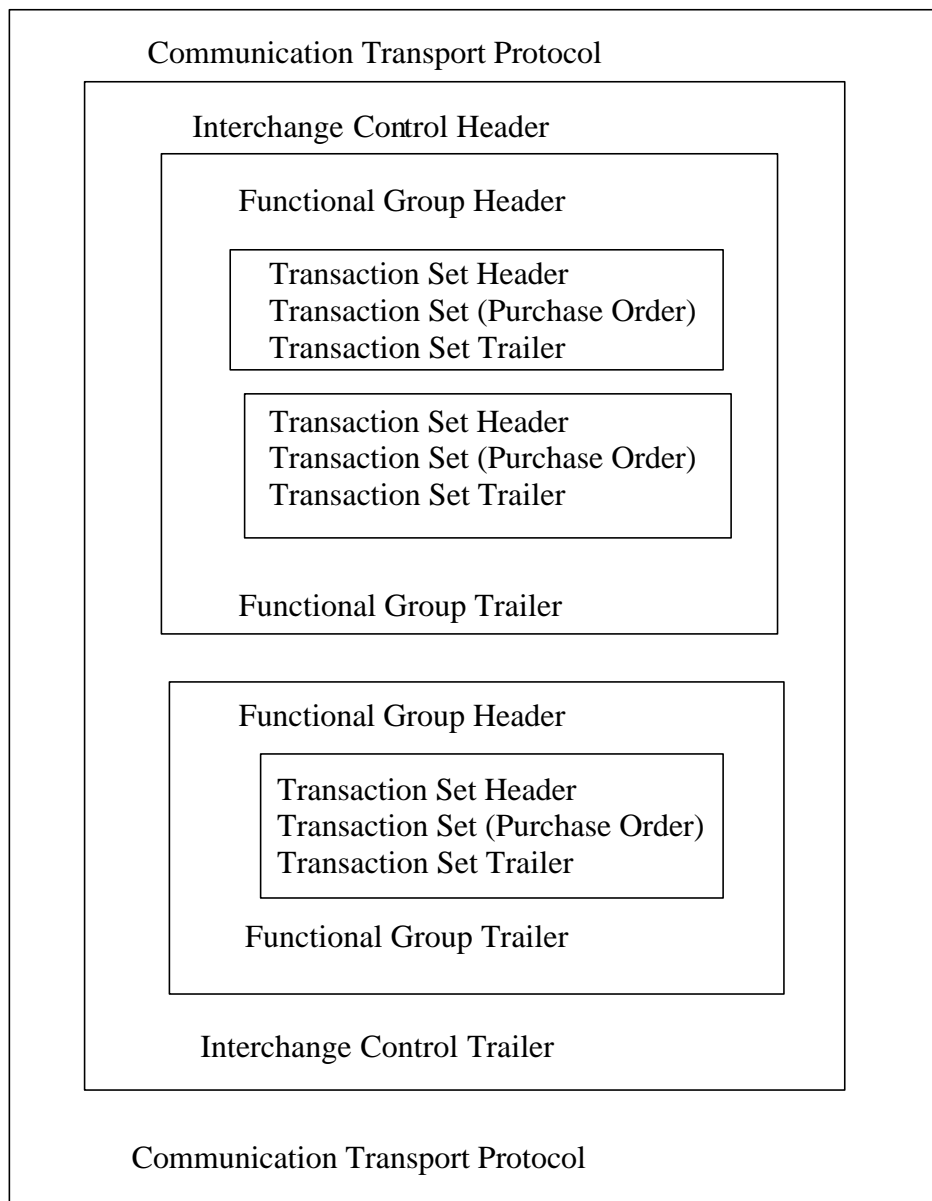 Communication Transport Protocol
Interchange Control Header
Functional Group Header
Transaction Set Header
Transaction Set (Purchase Order)
Transaction Set Trailer
Transaction Set Header
Transaction Set (Purchase Order)
Transaction Set Trailer
Functional Group Trailer
Functional Group Header
Transaction Set Header
Transaction Set (Purchase Order)
Transaction Set Trailer
Functional Group Trailer
Interchange Control Trailer
Communication Transport Protocol